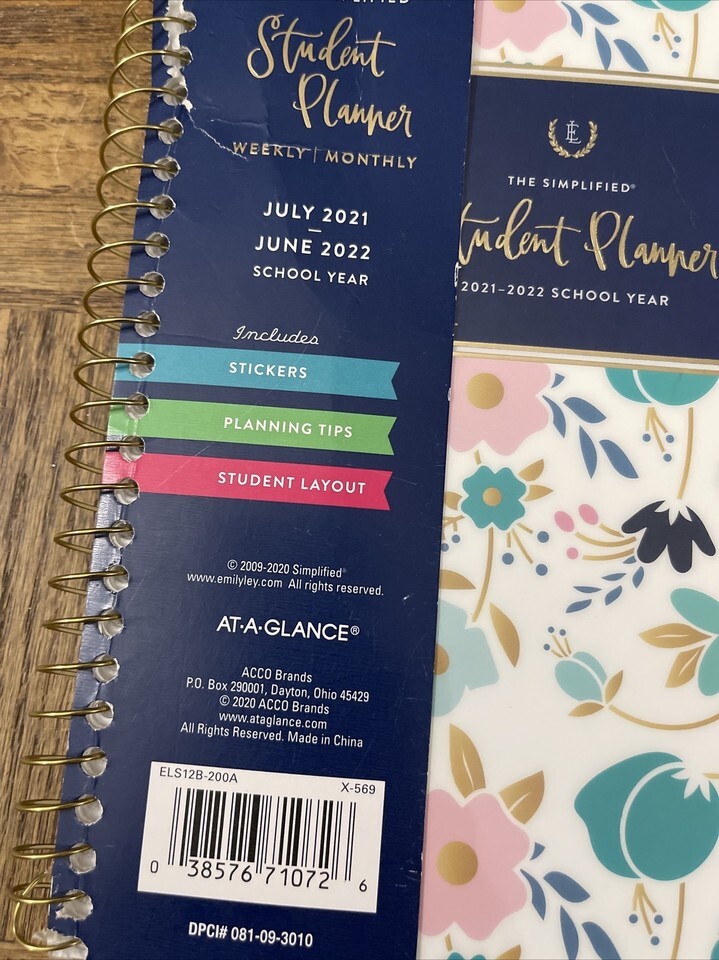 Student
Planner
WEEKLY | MONTHLY
JULY 2021
–
JUNE 2022
SCHOOL YEAR
Includes
STICKERS
PLANNING TIPS
STUDENT LAYOUT
© 2009-2020 Simplified®
www.emilyley.com All rights reserved.
AT-A-GLANCE®
ACCO Brands
P.O. Box 290001, Dayton, Ohio 45429
© 2020 ACCO Brands
www.ataglance.com
All Rights Reserved. Made in China
ELS12B-200A X-569
0 38576 71072 6
DPCI# 081-09-3010
EL
THE SIMPLIFIED®
tudent Planner
2021–2022 SCHOOL YEAR